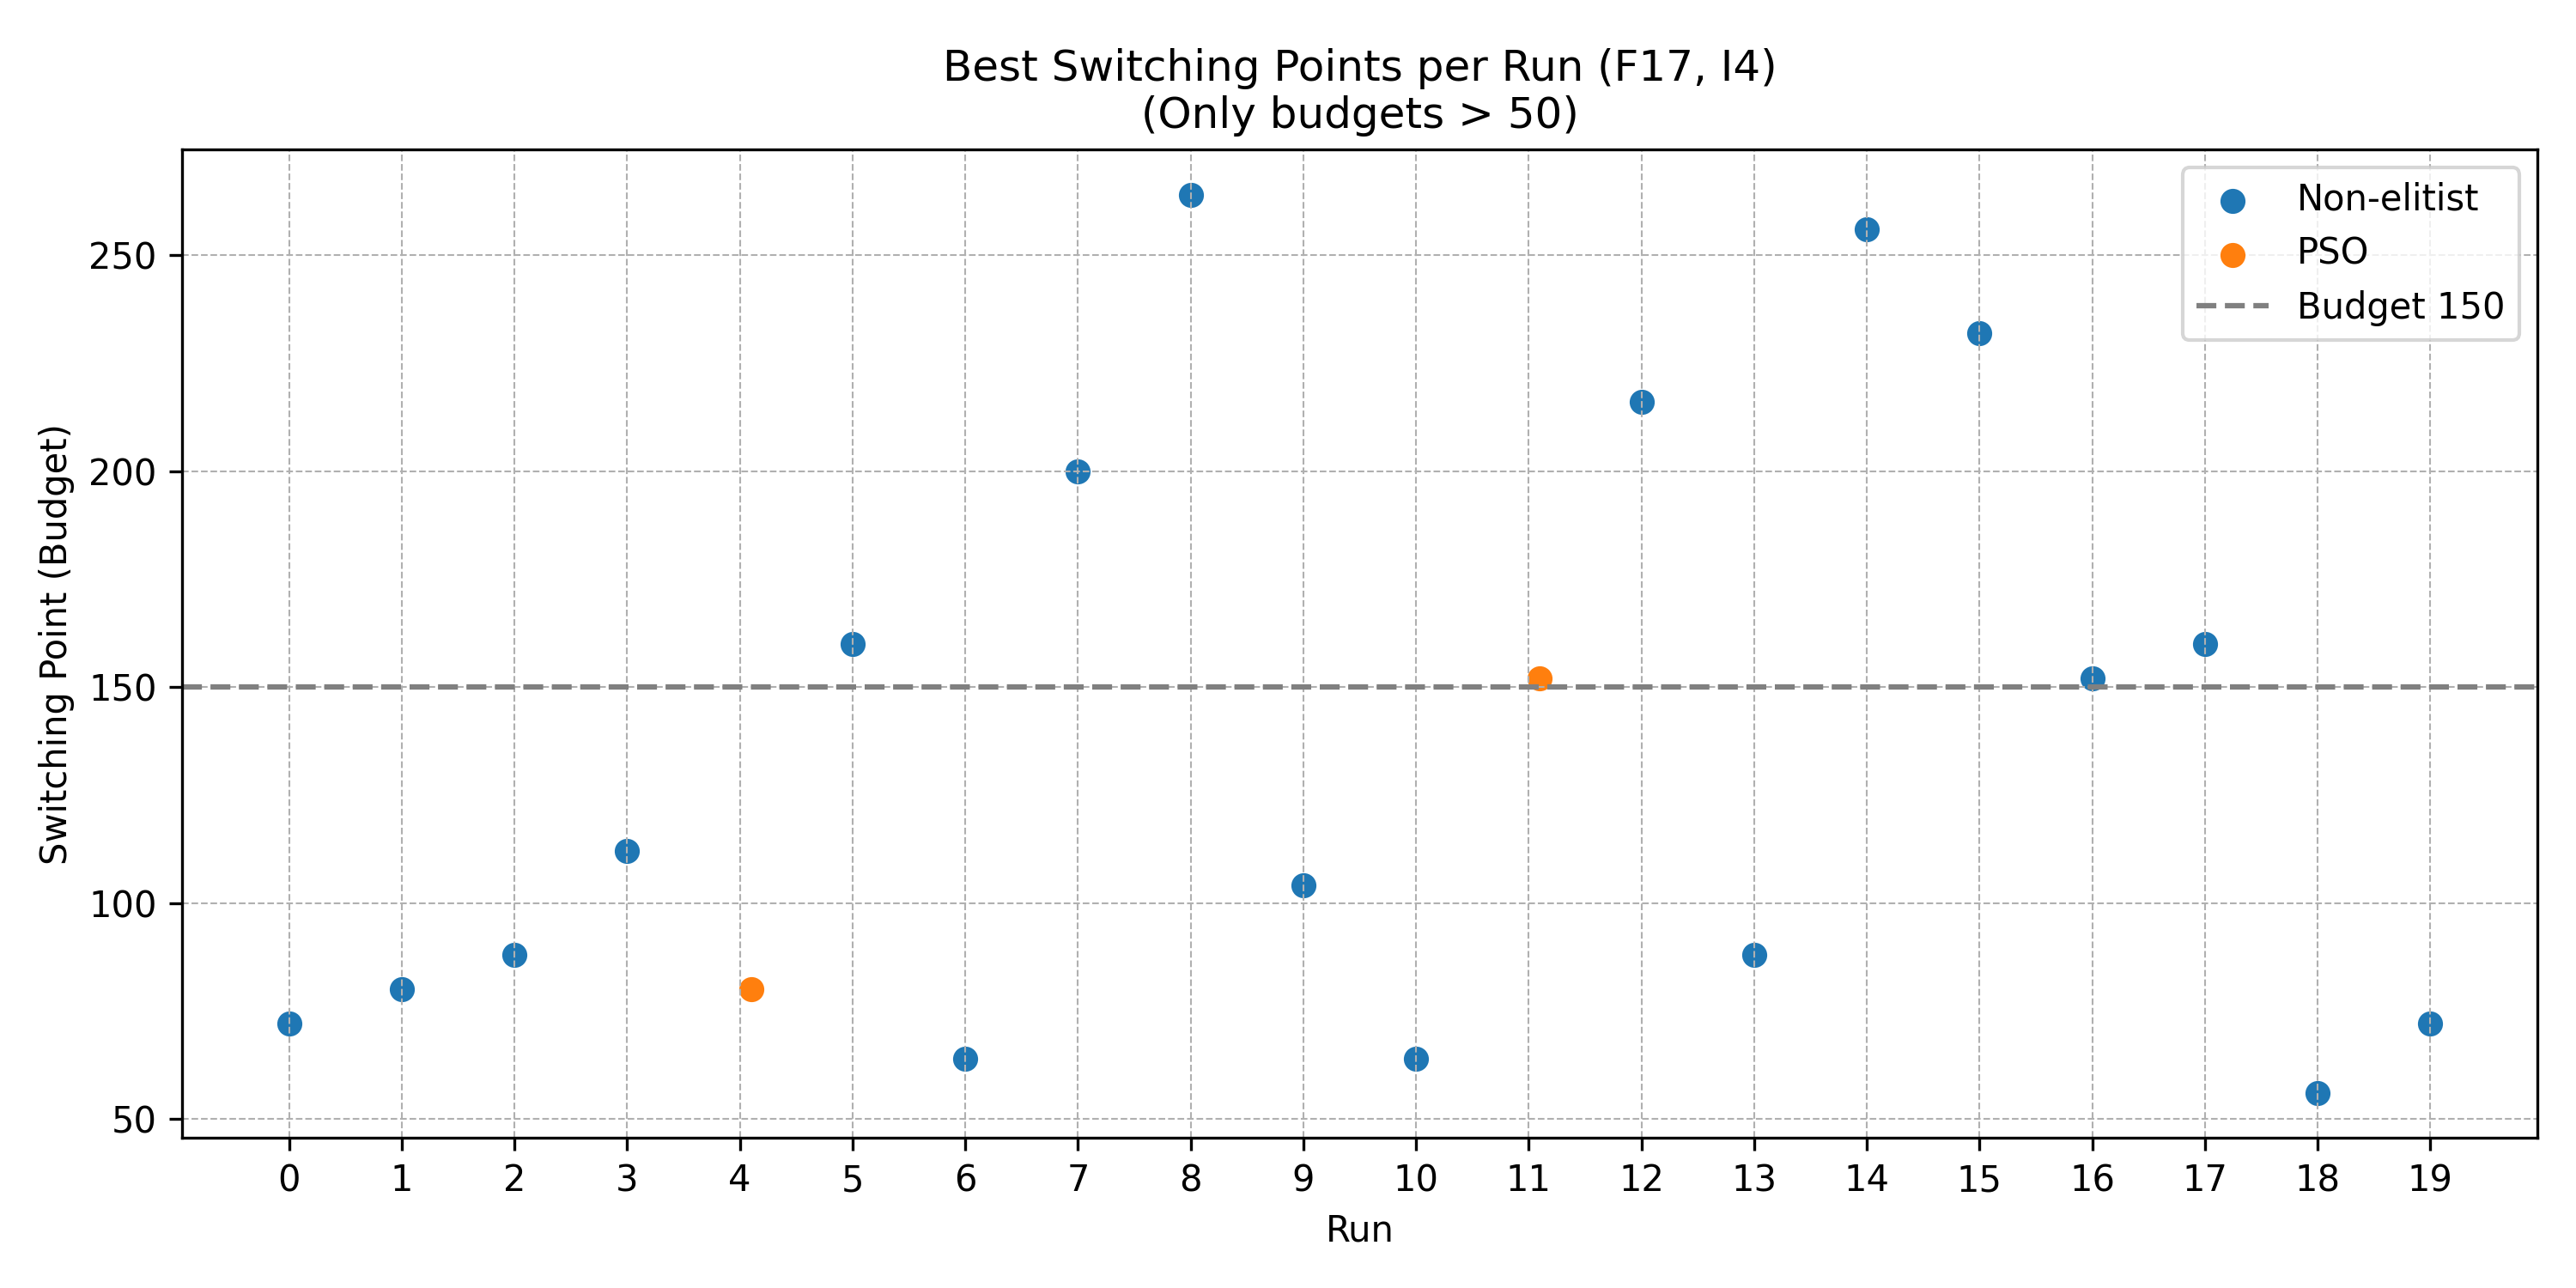 Best Switching Points per Run (F17, I4)
(Only budgets > 50)
Non-elitist
PSO
Budget 150
Switching Point (Budget)
250
200
150
100
50
0 1 2 3 4 5 6 7 8 9 10 11 12 13 14 15 16 17 18 19
Run